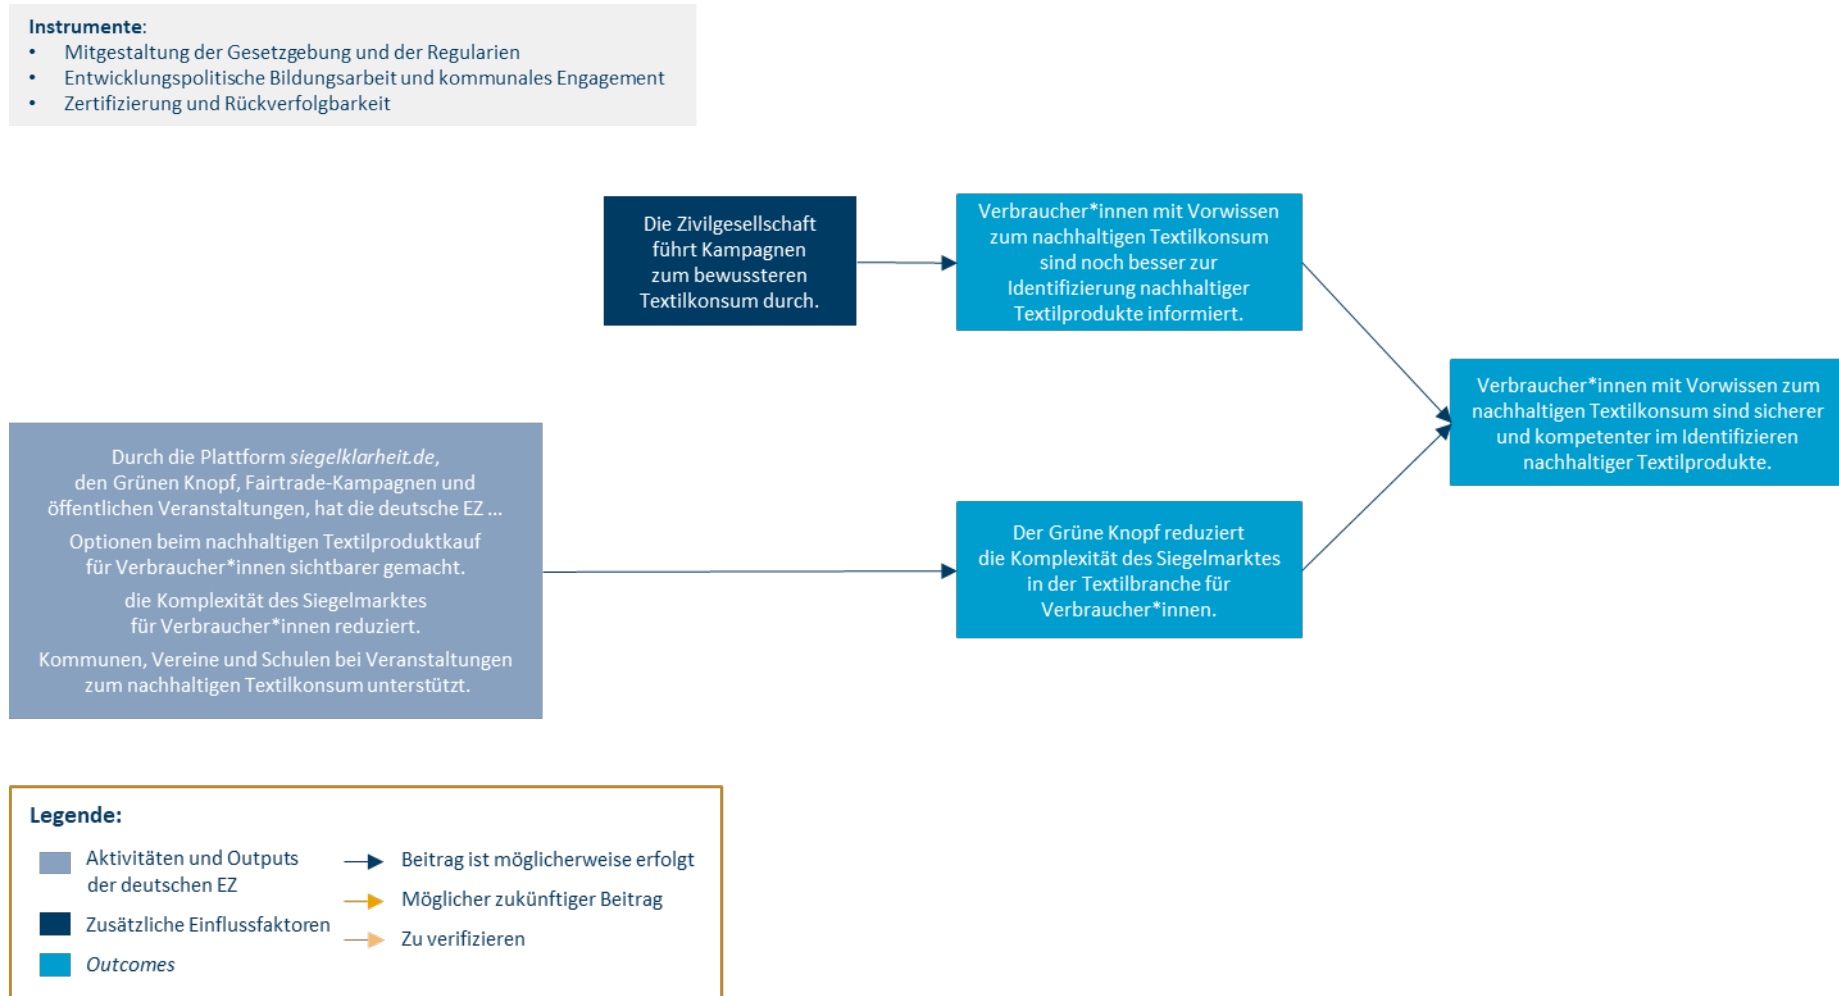 Instrumente:
• Mitgestaltung der Gesetzgebung und der Regularien
• Entwicklungspolitische Bildungsarbeit und kommunales Engagement
• Zertifizierung und Rückverfolgbarkeit
Die Zivilgesellschaft
führt Kampagnen
zum bewussteren
Textilkonsum durch.
Verbraucher*innen mit Vorwissen
zum nachhaltigen Textilkonsum
sind noch besser zur
Identifizierung nachhaltiger
Textilprodukte informiert.
Verbraucher*innen mit Vorwissen zum
nachhaltigen Textilkonsum sind sicherer
und kompetenter im Identifizieren
nachhaltiger Textilprodukte.
Durch die Plattform siegelklarheit.de,
den Grünen Knopf, Fairtrade-Kampagnen und
öffentlichen Veranstaltungen, hat die deutsche EZ ...
Optionen beim nachhaltigen Textilproduktkauf
für Verbraucher*innen sichtbarer gemacht.
die Komplexität des Siegelmarktes
für Verbraucher*innen reduziert.
Kommunen, Vereine und Schulen bei Veranstaltungen
zum nachhaltigen Textilkonsum unterstützt.
Der Grüne Knopf reduziert
die Komplexität des Siegelmarktes
in der Textilbranche für
Verbraucher*innen.
Legende:
Aktivitäten und Outputs
der deutschen EZ
Zusätzliche Einflussfaktoren
Outcomes
Beitrag ist möglicherweise erfolgt
Möglicher zukünftiger Beitrag
Zu verifizieren